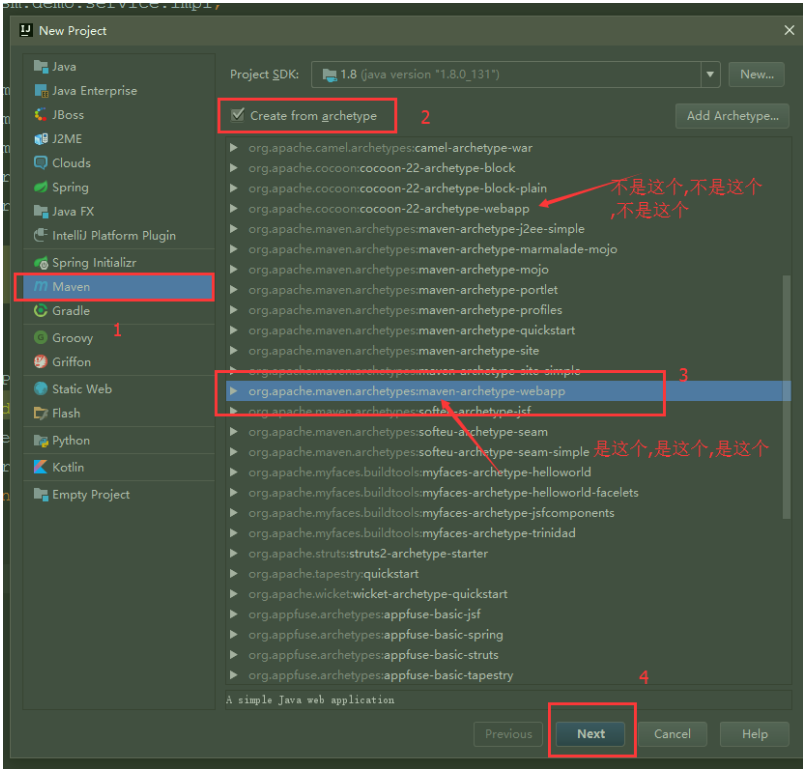 sm.demo.service.impl;
New Project
Java
Java Enterprise
JBoss
J2ME
Clouds
Spring
Java FX
IntelliJ Platform Plugin
Spring Initializr
Maven
1
Gradle
Groovy
Griffon
Static Web
Flash
Python
Kotlin
Empty Project
Project SDK: 1.8 (java version "1.8.0_131") New...
Create from archetype 2 Add Archetype...
org.apache.camel.archetypes:camel-archetype-war
org.apache.cocoon:cocoon-22-archetype-block
org.apache.cocoon:cocoon-22-archetype-block-plain
不是这个,不是这个
org.apache.cocoon:cocoon-22-archetype-webapp
,不是这个
org.apache.maven.archetypes:maven-archetype-j2ee-simple
org.apache.maven.archetypes:maven-archetype-marmalade-mojo
org.apache.maven.archetypes:maven-archetype-mojo
org.apache.maven.archetypes:maven-archetype-portlet
org.apache.maven.archetypes:maven-archetype-profiles
org.apache.maven.archetypes:maven-archetype-quickstart
org.apache.maven.archetypes:maven-archetype-site
org.apache.maven.archetypes:maven-archetype-site-simple
3
org.apache.maven.archetypes:maven-archetype-webapp
org.apache.maven.archetypes:softeu-archetype-jsf
org.apache.maven.archetypes:softeu-archetype-seam
org.apache.maven.archetypes:softeu-archetype-seam-simple
是这个,是这个,是这个
org.apache.myfaces.buildtools:myfaces-archetype-helloworld
org.apache.myfaces.buildtools:myfaces-archetype-helloworld-facelets
org.apache.myfaces.buildtools:myfaces-archetype-jsfcomponents
org.apache.myfaces.buildtools:myfaces-archetype-trinidad
org.apache.struts:struts2-archetype-starter
org.apache.tapestry:quickstart
org.apache.wicket:wicket-archetype-quickstart
org.appfuse.archetypes:appfuse-basic-jsf
org.appfuse.archetypes:appfuse-basic-spring
org.appfuse.archetypes:appfuse-basic-struts
org.appfuse.archetypes:appfuse-basic-tapestry
4
A simple Java web application
Previous Next Cancel Help